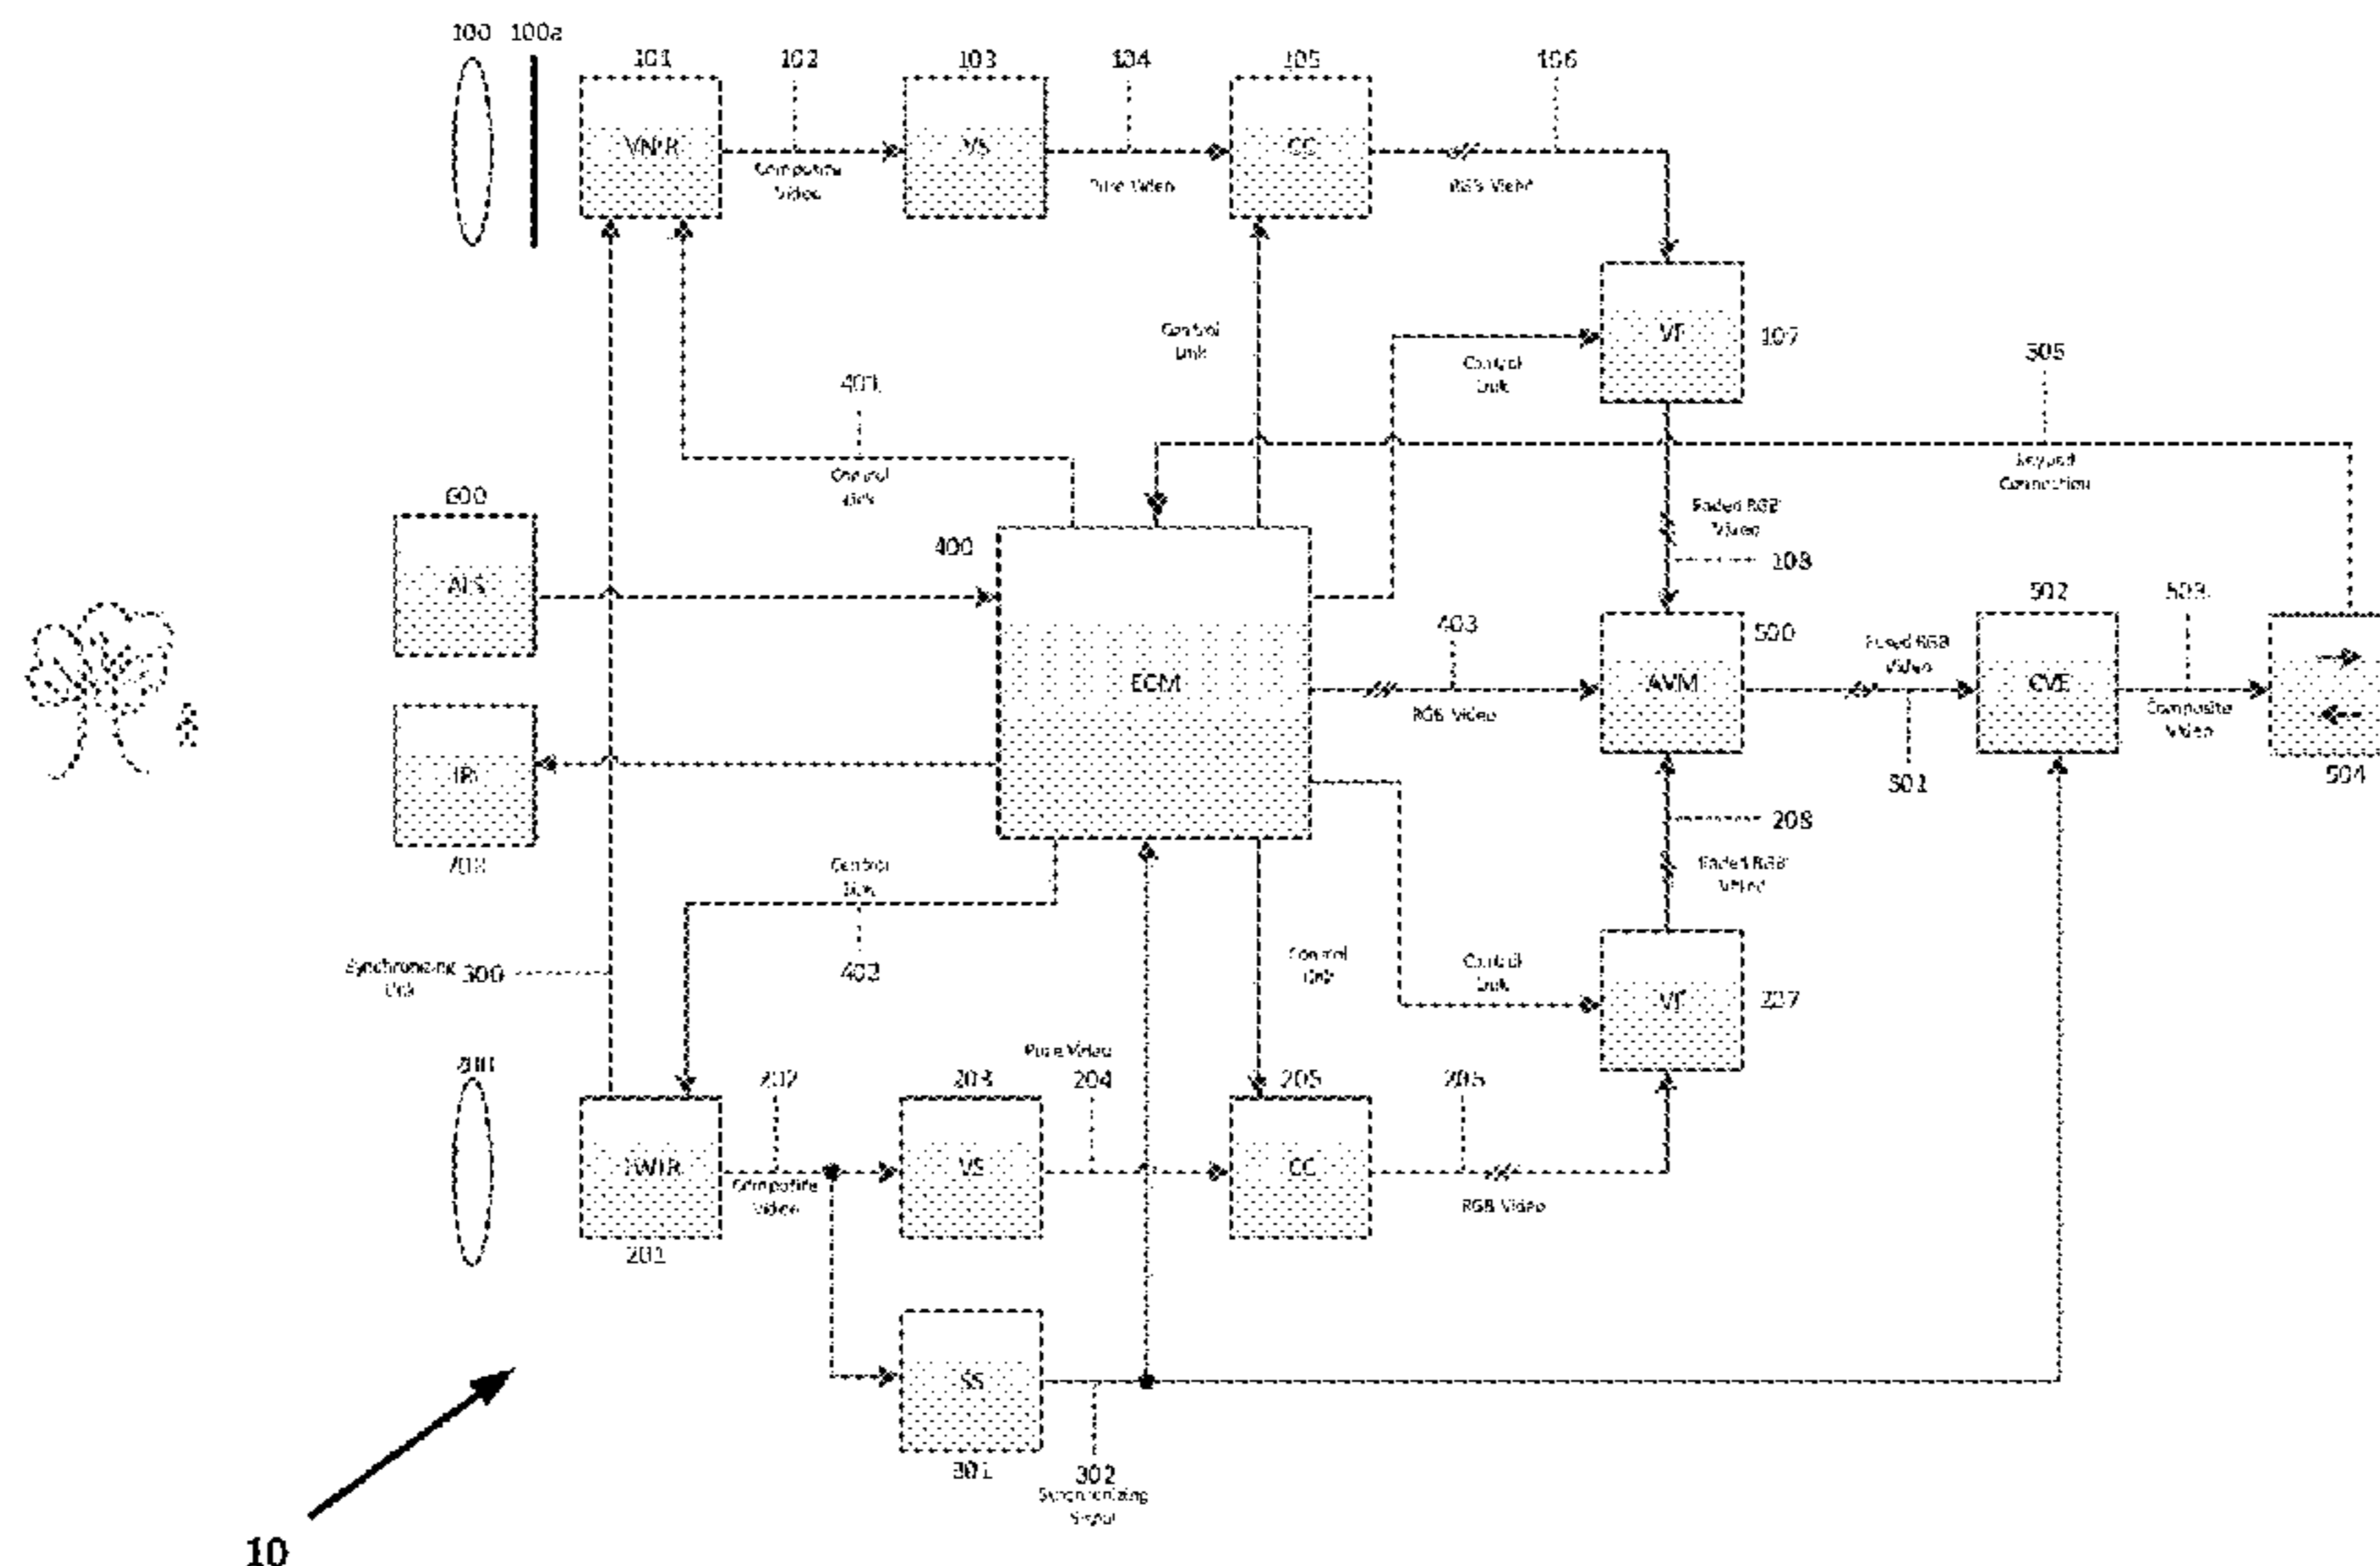 100 100a
101 102 103 104 105 106
VNIR VS CC
Composite
Video
Pure Video
RGB Video
VF
107
Control
Link
Control
Link
401
Control
Link
505
Keypad
Connection
600
ALS
400
ECM
Faded RGB
Video
108
403
RGB Video
500
AVM
Fused RGB
Video
501
502
CVE
503
Composite
Video
504
IRI
Control
Link
402
208
Faded RGB
Video
Synchronizing
Link
300
Control
Link
Control
Link
VF
207
200
202
Pure Video
203 204 205
LWIR VS CC
Composite
Video
RGB Video
201
SS
301
302
Synchronizing
Signal
10